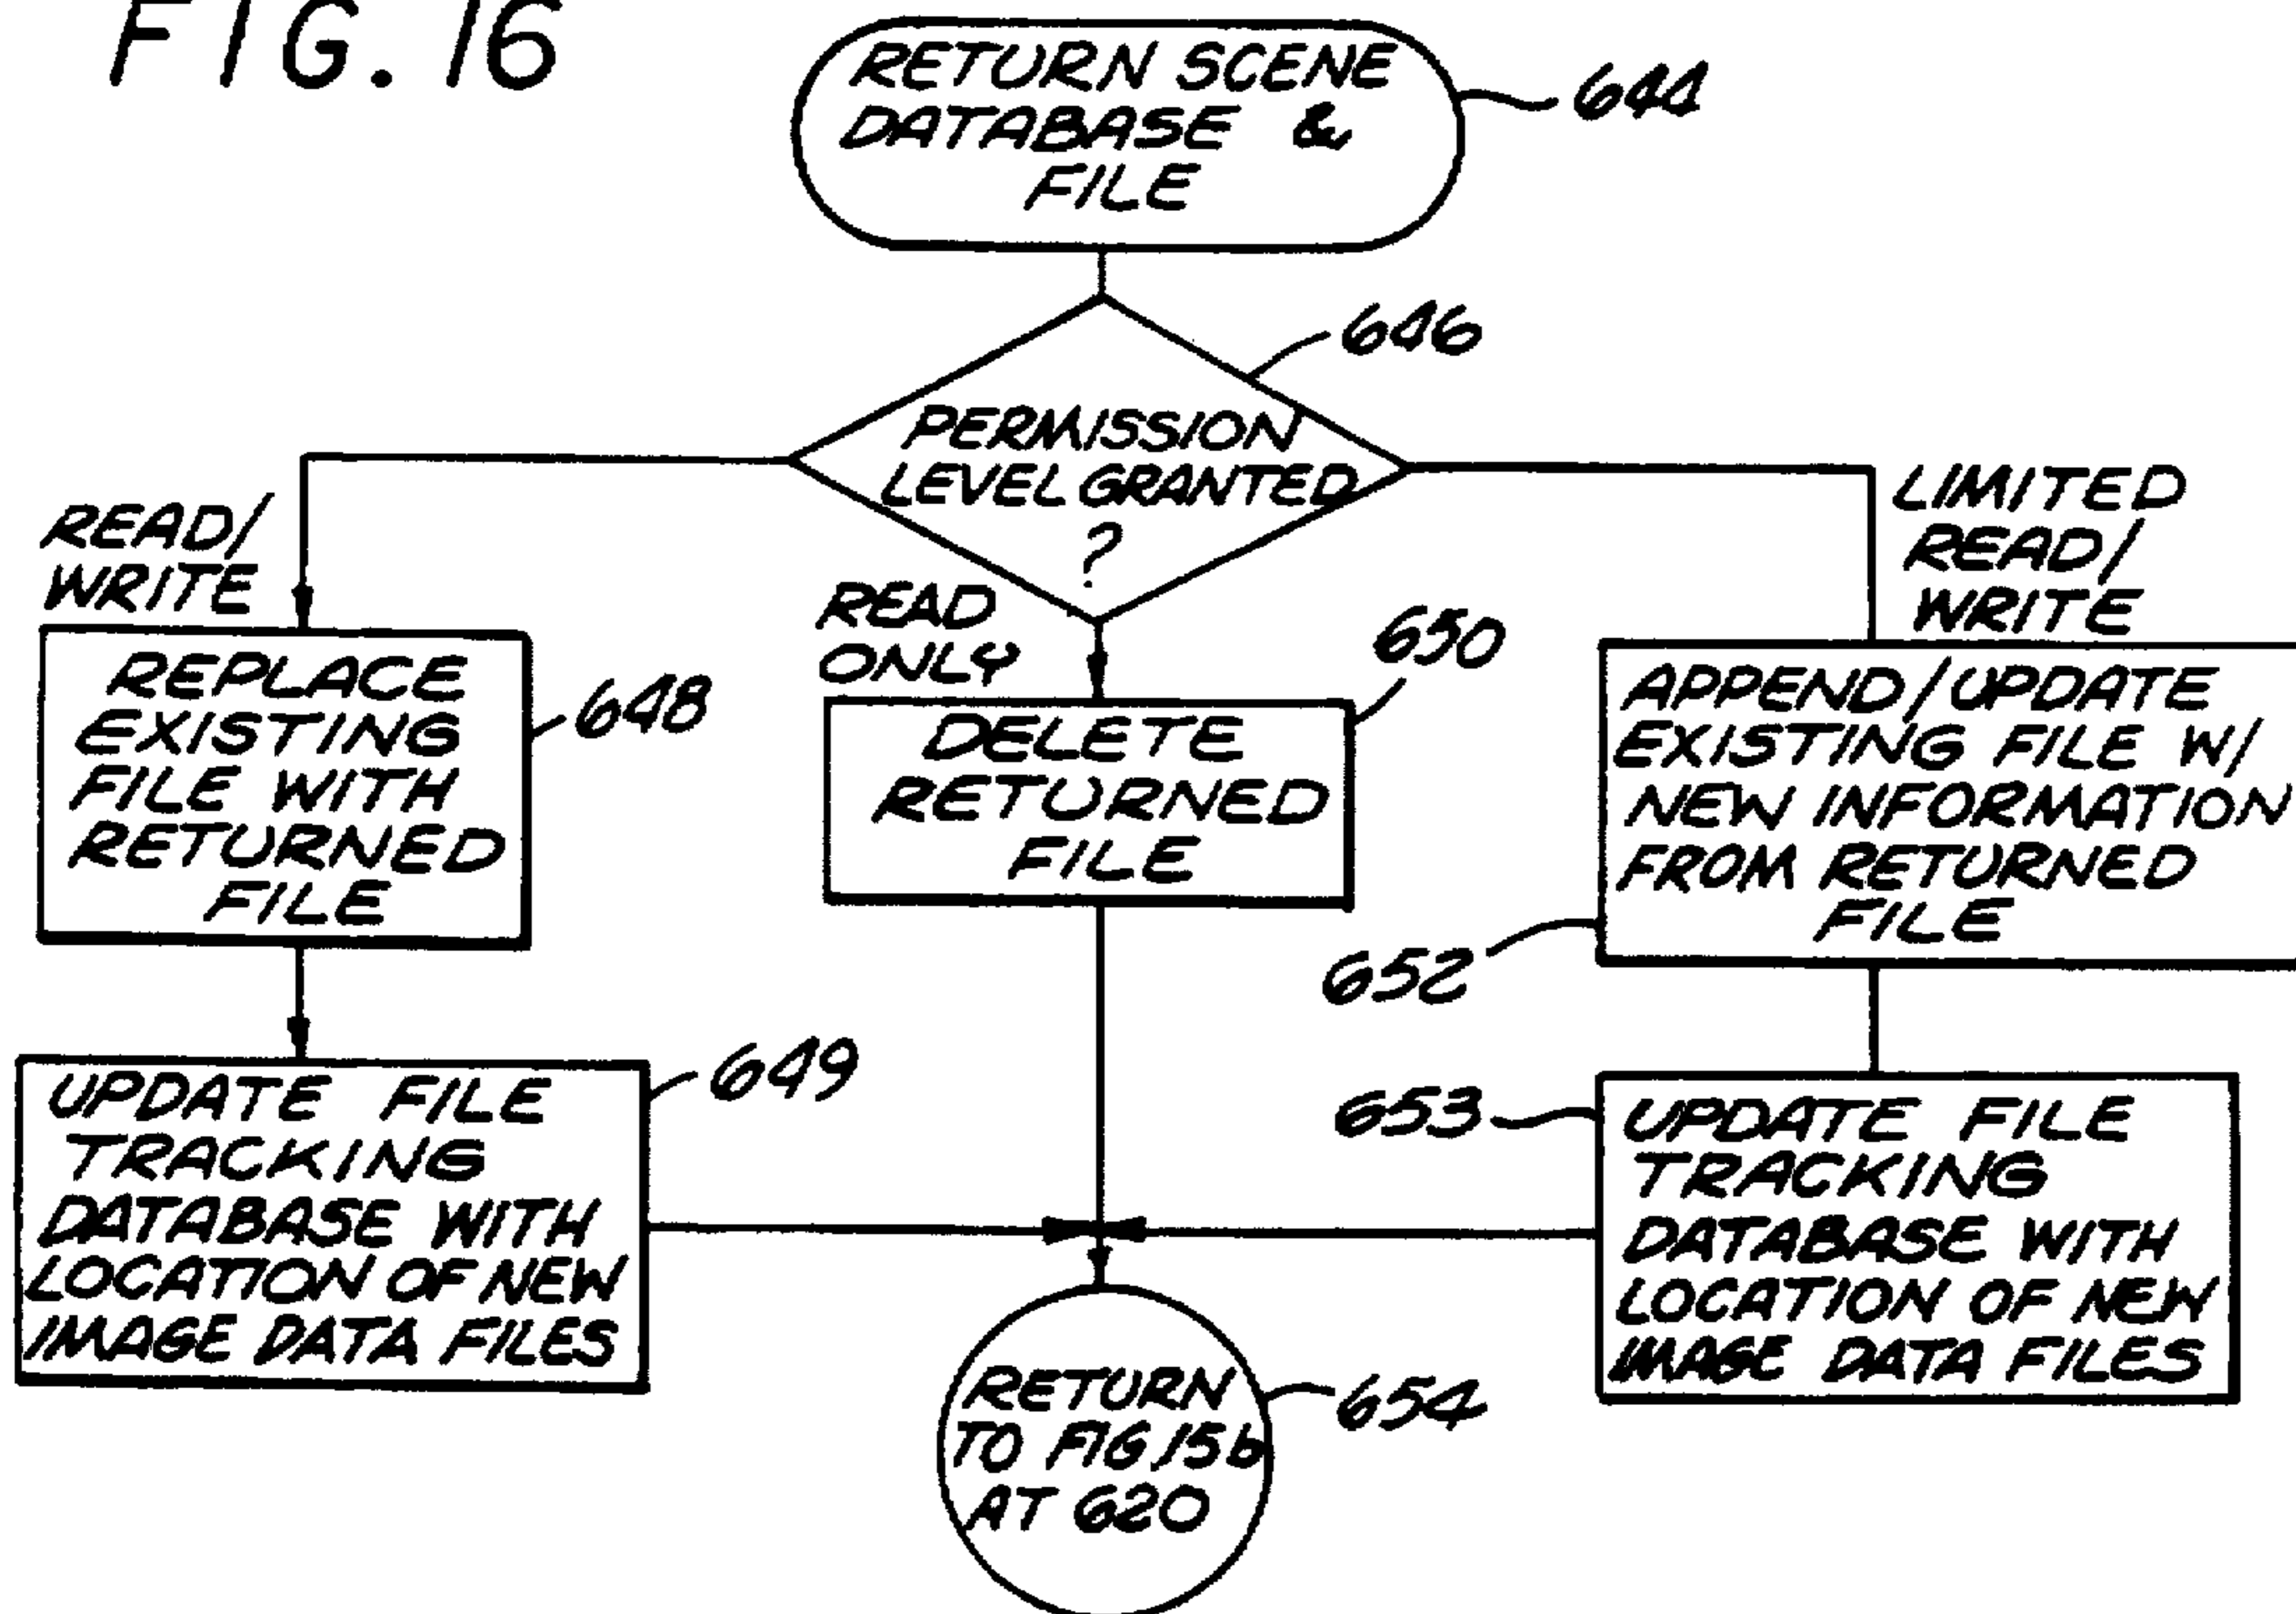 FIG. 16
RETURN SCENE
DATABASE &
FILE
644
646
PERMISSION
LEVEL GRANTED
?
READ/
WRITE
READ
ONLY
LIMITED
READ/
WRITE
REPLACE
EXISTING
FILE WITH
RETURNED
FILE
648
DELETE
RETURNED
FILE
650
APPEND/UPDATE
EXISTING FILE W/
NEW INFORMATION
FROM RETURNED
FILE
652
UPDATE FILE
TRACKING
DATABASE WITH
LOCATION OF NEW
IMAGE DATA FILES
649
653
UPDATE FILE
TRACKING
DATABASE WITH
LOCATION OF NEW
IMAGE DATA FILES
RETURN
TO FIG 15b
AT 620
654